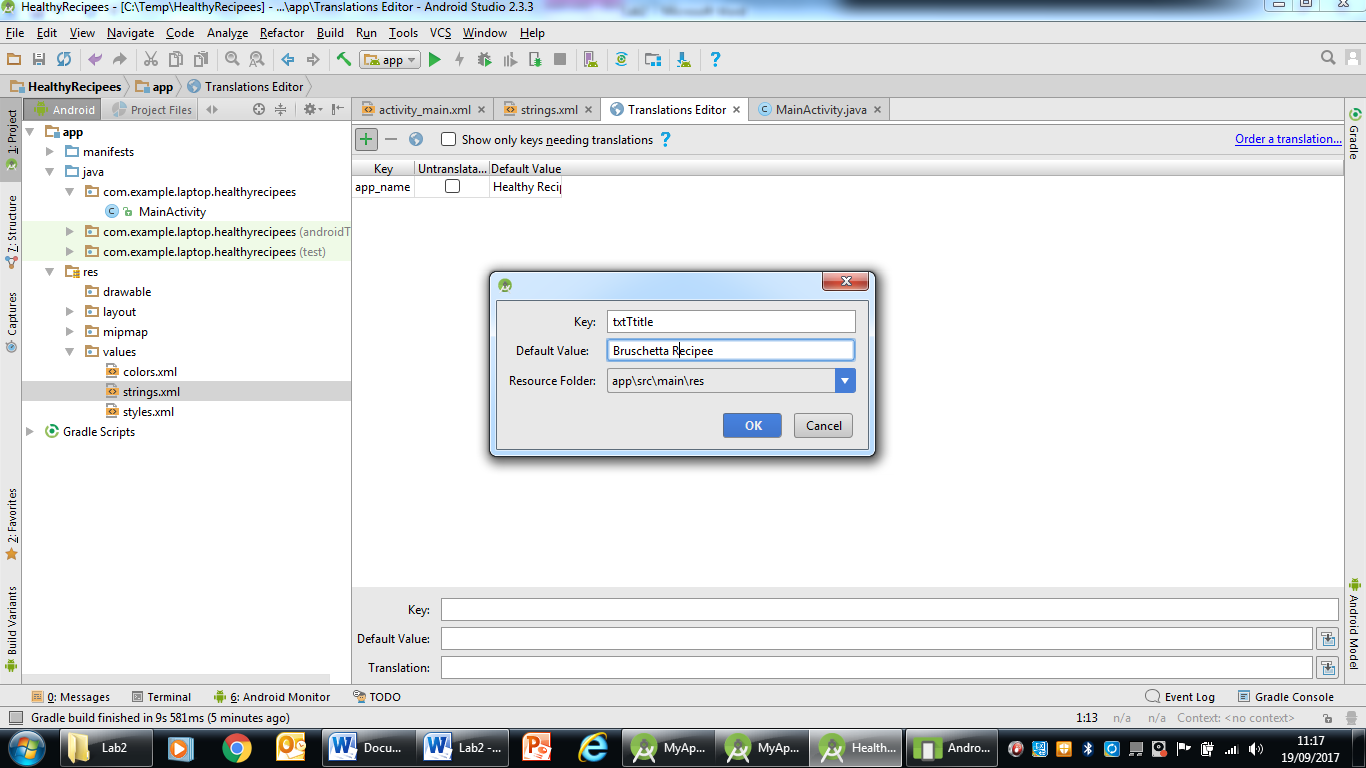 HealthyRecipees - [C:\Temp\HealthyRecipees] - ...\app\Translations Editor - Android Studio 2.3.3
File Edit View Navigate Code Analyze Refactor Build Run Tools VCS Window Help
app
HealthyRecipees app Translations Editor
Android Project Files
activity_main.xml strings.xml Translations Editor MainActivity.java
1: Project
7: Structure
Captures
2: Favorites
Build Variants
app
manifests
java
com.example.laptop.healthyrecipees
MainActivity
com.example.laptop.healthyrecipees (androidT
com.example.laptop.healthyrecipees (test)
res
drawable
layout
mipmap
values
colors.xml
strings.xml
styles.xml
Gradle Scripts
Show only keys needing translations ? Order a translation...
Key Untranslata... Default Value
app_name Healthy Recip
Key: txtTtitle
Default Value: Bruschetta Recipee
Resource Folder: app\src\main\res
OK Cancel
Key:
Default Value:
Translation:
Gradle
Android Model
0: Messages Terminal 6: Android Monitor TODO Event Log Gradle Console
Gradle build finished in 9s 581ms (5 minutes ago) 1:13 n/a n/a Context: <no context>
Lab2 Docu... Lab2 -... MyAp... MyAp... Health... Andro...
11:17
19/09/2017